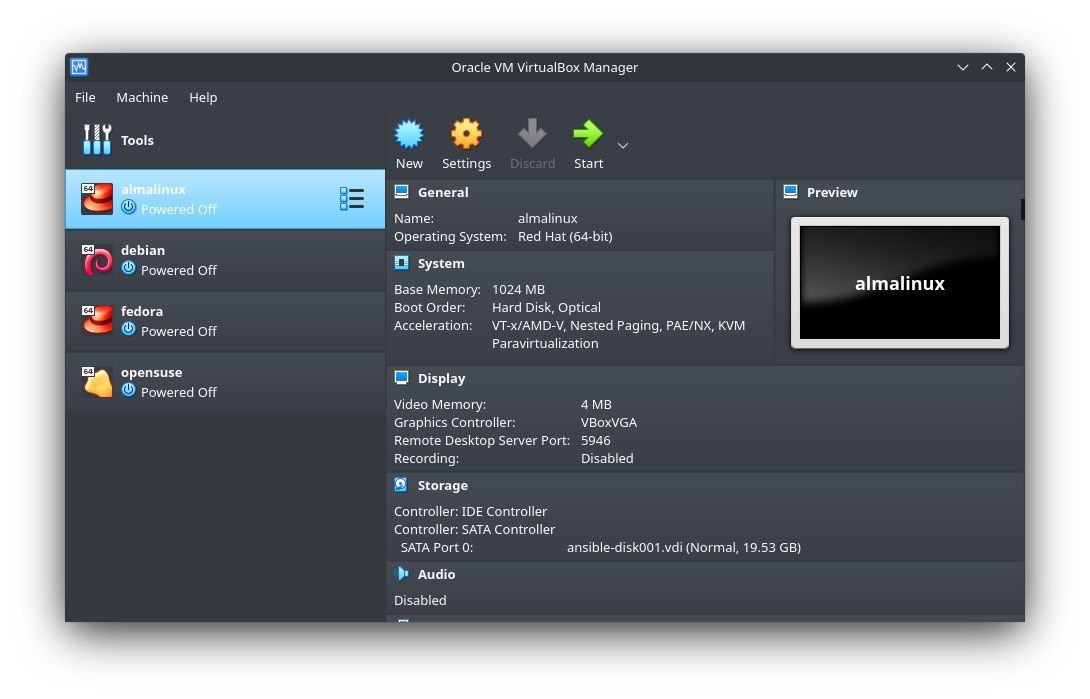 Oracle VM VirtualBox Manager
File Machine Help
Tools
64 almalinux
Powered Off
64 debian
Powered Off
64 fedora
Powered Off
64 opensuse
Powered Off
New Settings Discard Start
General
Name: almalinux
Operating System: Red Hat (64-bit)
System
Base Memory: 1024 MB
Boot Order: Hard Disk, Optical
Acceleration: VT-x/AMD-V, Nested Paging, PAE/NX, KVM
Paravirtualization
Preview
almalinux
Display
Video Memory: 4 MB
Graphics Controller: VBoxVGA
Remote Desktop Server Port: 5946
Recording: Disabled
Storage
Controller: IDE Controller
Controller: SATA Controller
SATA Port 0: ansible-disk001.vdi (Normal, 19.53 GB)
Audio
Disabled